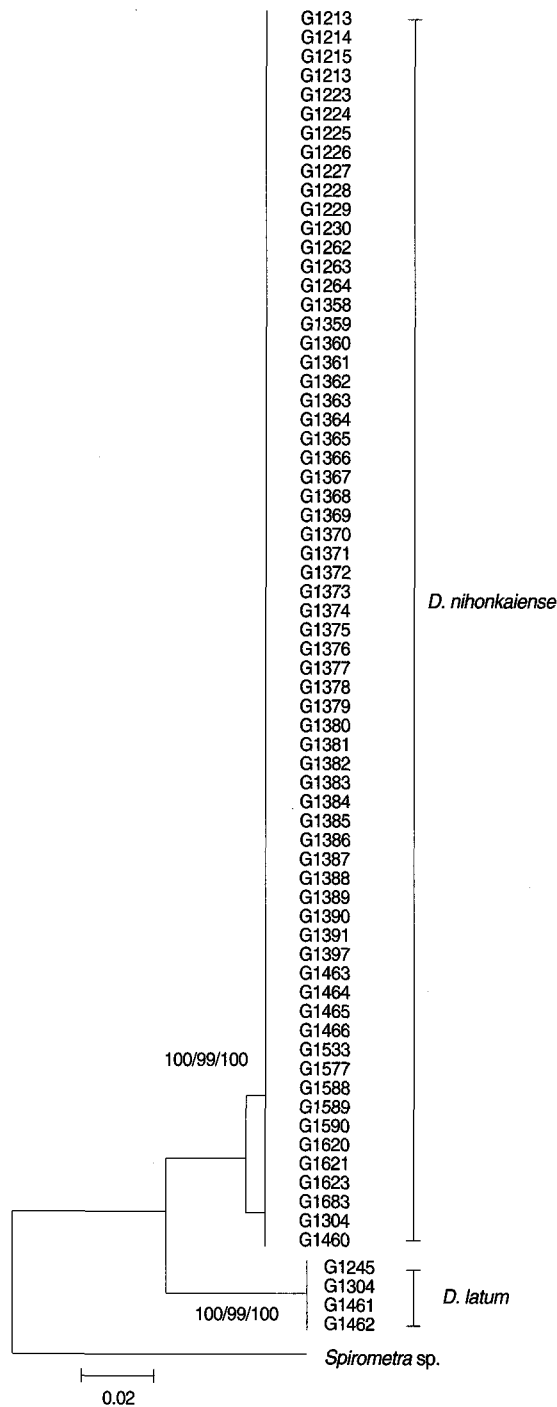 G1213
G1214
G1215
G1213
G1223
G1224
G1225
G1226
G1227
G1228
G1229
G1230
G1262
G1263
G1264
G1358
G1359
G1360
G1361
G1362
G1363
G1364
G1365
G1366
G1367
G1368
G1369
G1370
G1371
G1372
G1373
G1374
G1375
G1376
G1377
G1378
G1379
G1380
G1381
G1382
G1383
G1384
G1385
G1386
G1387
G1388
G1389
G1390
G1391
G1397
G1463
G1464
G1465
G1466
G1533
G1577
G1588
G1589
G1590
G1620
G1621
G1623
G1683
G1304
G1460
D. nihonkaiense
100/99/100
G1245
G1304
G1461
G1462
D. latum
100/99/100
Spirometra sp.
0.02